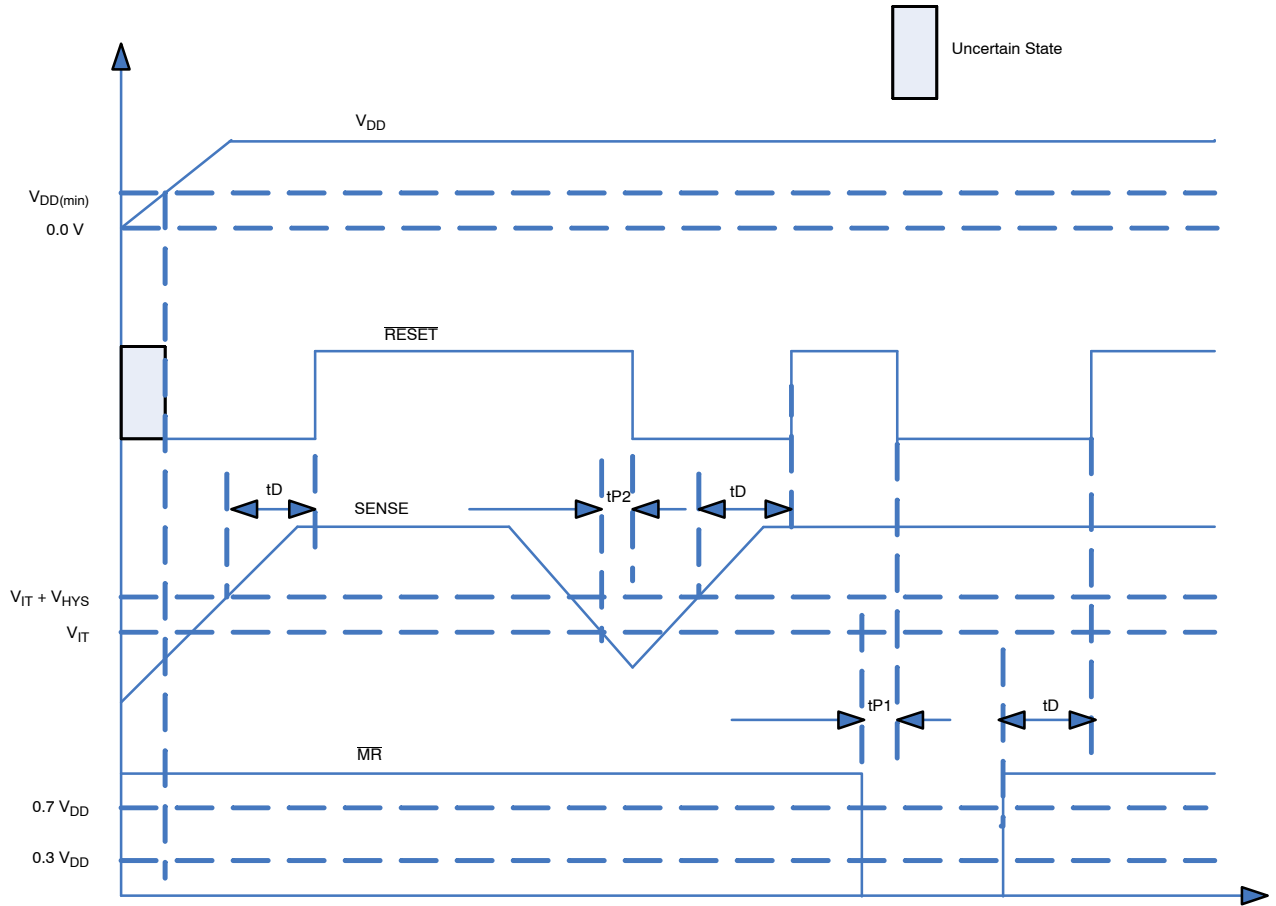 Uncertain State
VDD
VDD(min)
0.0 V
RESET
tD
SENSE
tP2
tD
VIT + VHYS
VIT
tP1
tD
MR
0.7 VDD
0.3 VDD